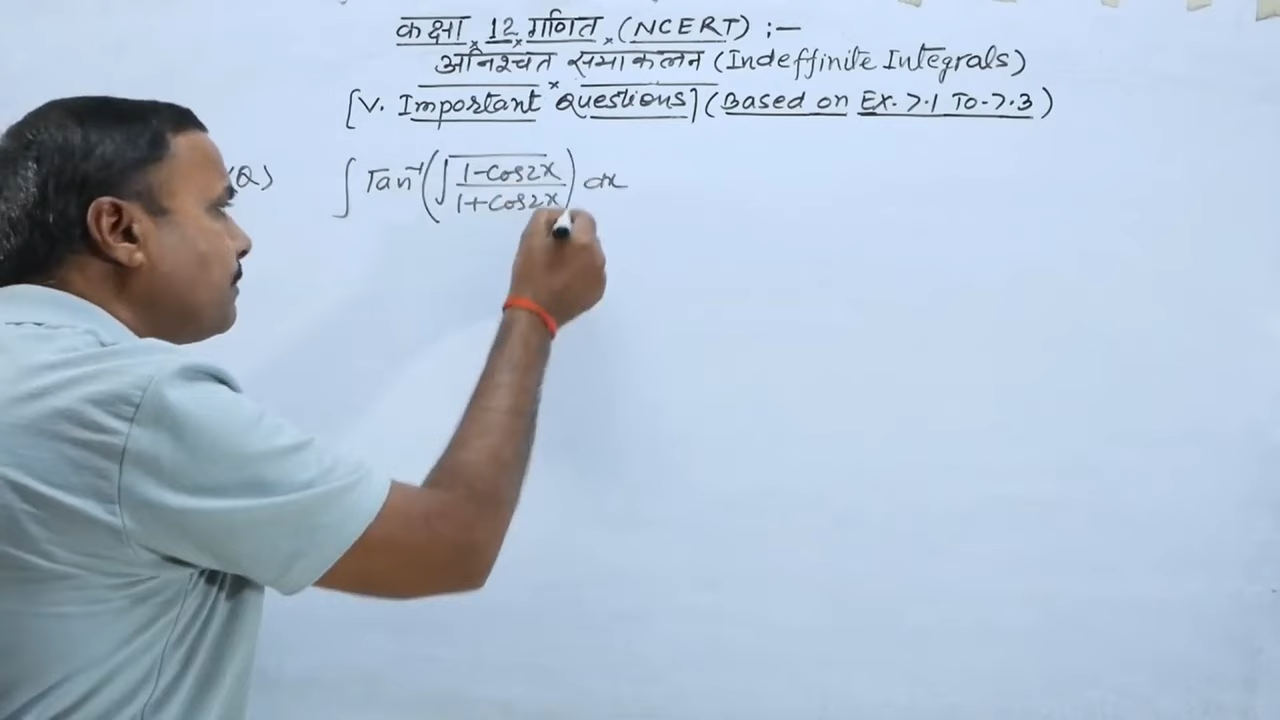 कक्षा 12 गणित (NCERT) :—
अनिश्चत समाकलन (Indeffinite Integrals)
[V. Important Questions] (Based on Ex. 7.1 To-7.3)
(Q) ∫ Tan⁻¹(√((1-Cos2x)/(1+Cos2x))) dx